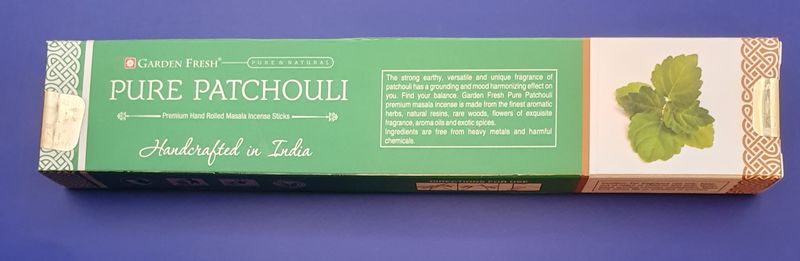 GARDEN FRESH®
PURE & NATURAL
PURE PATCHOULI
Premium Hand Rolled Masala Incense Sticks
Handcrafted in India
The strong earthy, versatile and unique fragrance of
patchouli has a grounding and mood harmonizing effect on
you. Find your balance. Garden Fresh Pure Patchouli
premium masala incense is made from the finest aromatic
herbs, natural resins, rare woods, flowers of exquisite
fragrance, aroma oils and exotic spices.
Ingredients are free from heavy metals and harmful
chemicals.
DIRECTIONS FOR USE